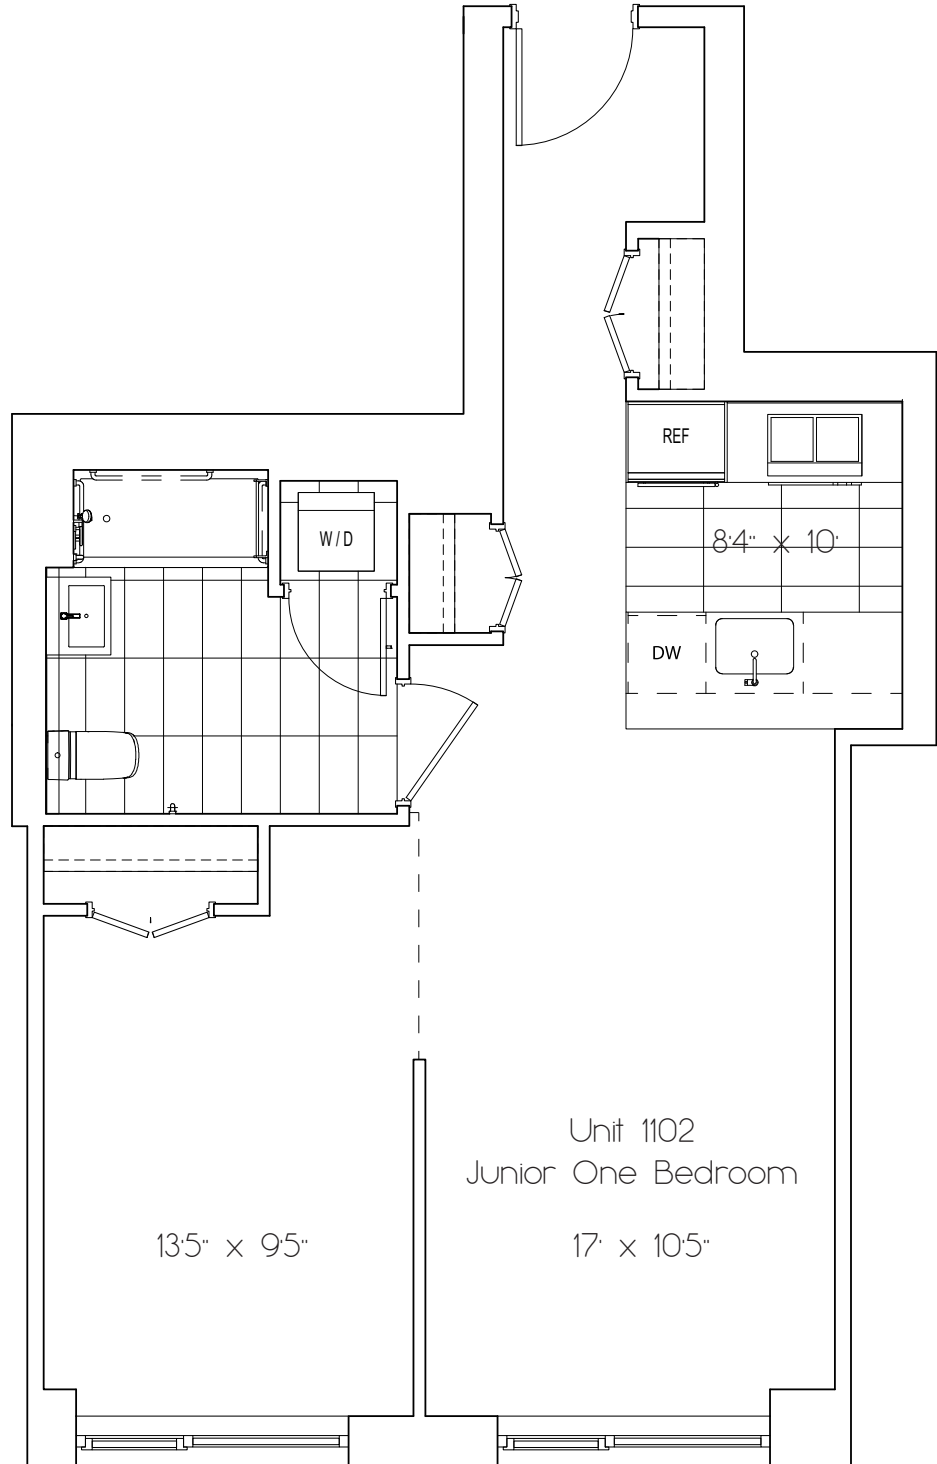 REF
W/D
8'4" x 10'
DW
Unit 1102
Junior One Bedroom
13'5" x 9'5"
17' x 10'5"